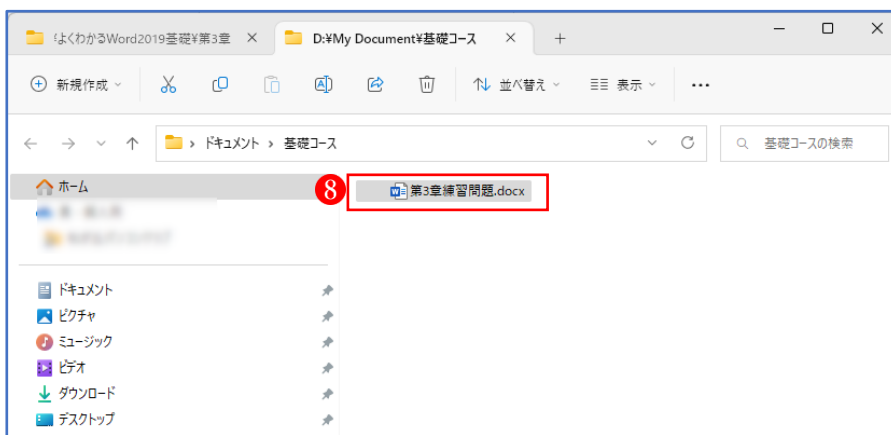 よくわかるWord2019基礎¥第3章
D:¥My Document¥基礎コース
新規作成
並べ替え
表示
ドキュメント › 基礎コース
基礎コースの検索
ホーム
8
第3章練習問題.docx
ドキュメント
ピクチャ
ミュージック
ビデオ
ダウンロード
デスクトップ